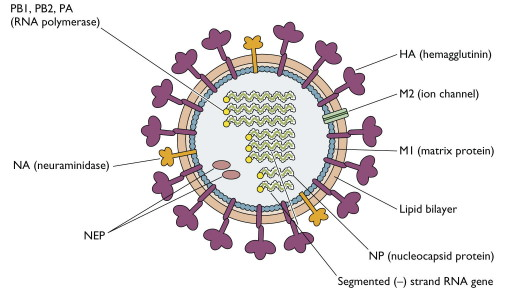 PB1, PB2, PA
(RNA polymerase)
HA (hemagglutinin)
M2 (ion channel)
M1 (matrix protein)
NA (neuraminidase)
Lipid bilayer
NEP
NP (nucleocapsid protein)
Segmented (–) strand RNA gene